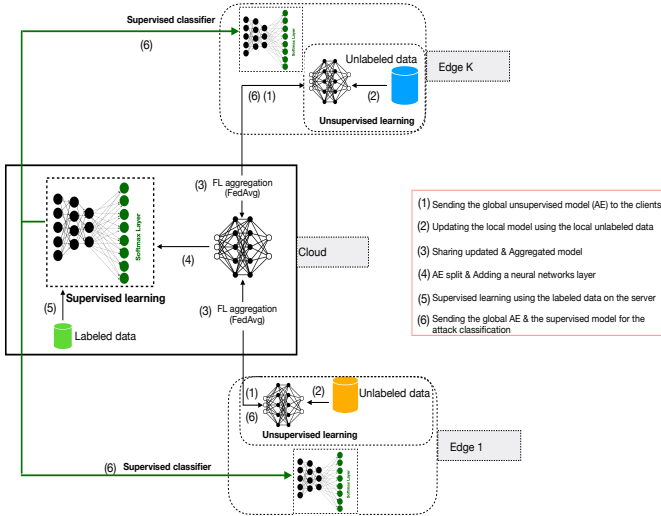 Supervised classifier
(6)
Softmax Layer
Unlabeled data
Edge K
(6) (1)
(2)
Unsupervised learning
(3) FL aggregation
(FedAvg)
Softmax Layer
(4)
Cloud
Supervised learning
(5)
Labeled data
(3) FL aggregation
(FedAvg)
(1) Sending the global unsupervised model (AE) to the clients
(2) Updating the local model using the local unlabeled data
(3) Sharing updated & Aggregated model
(4) AE split & Adding a neural networks layer
(5) Supervised learning using the labeled data on the server
(6) Sending the global AE & the supervised model for the
attack classification
(1)
(6)
(2)
Unlabeled data
Unsupervised learning
Edge 1
(6) Supervised classifier
Softmax Layer